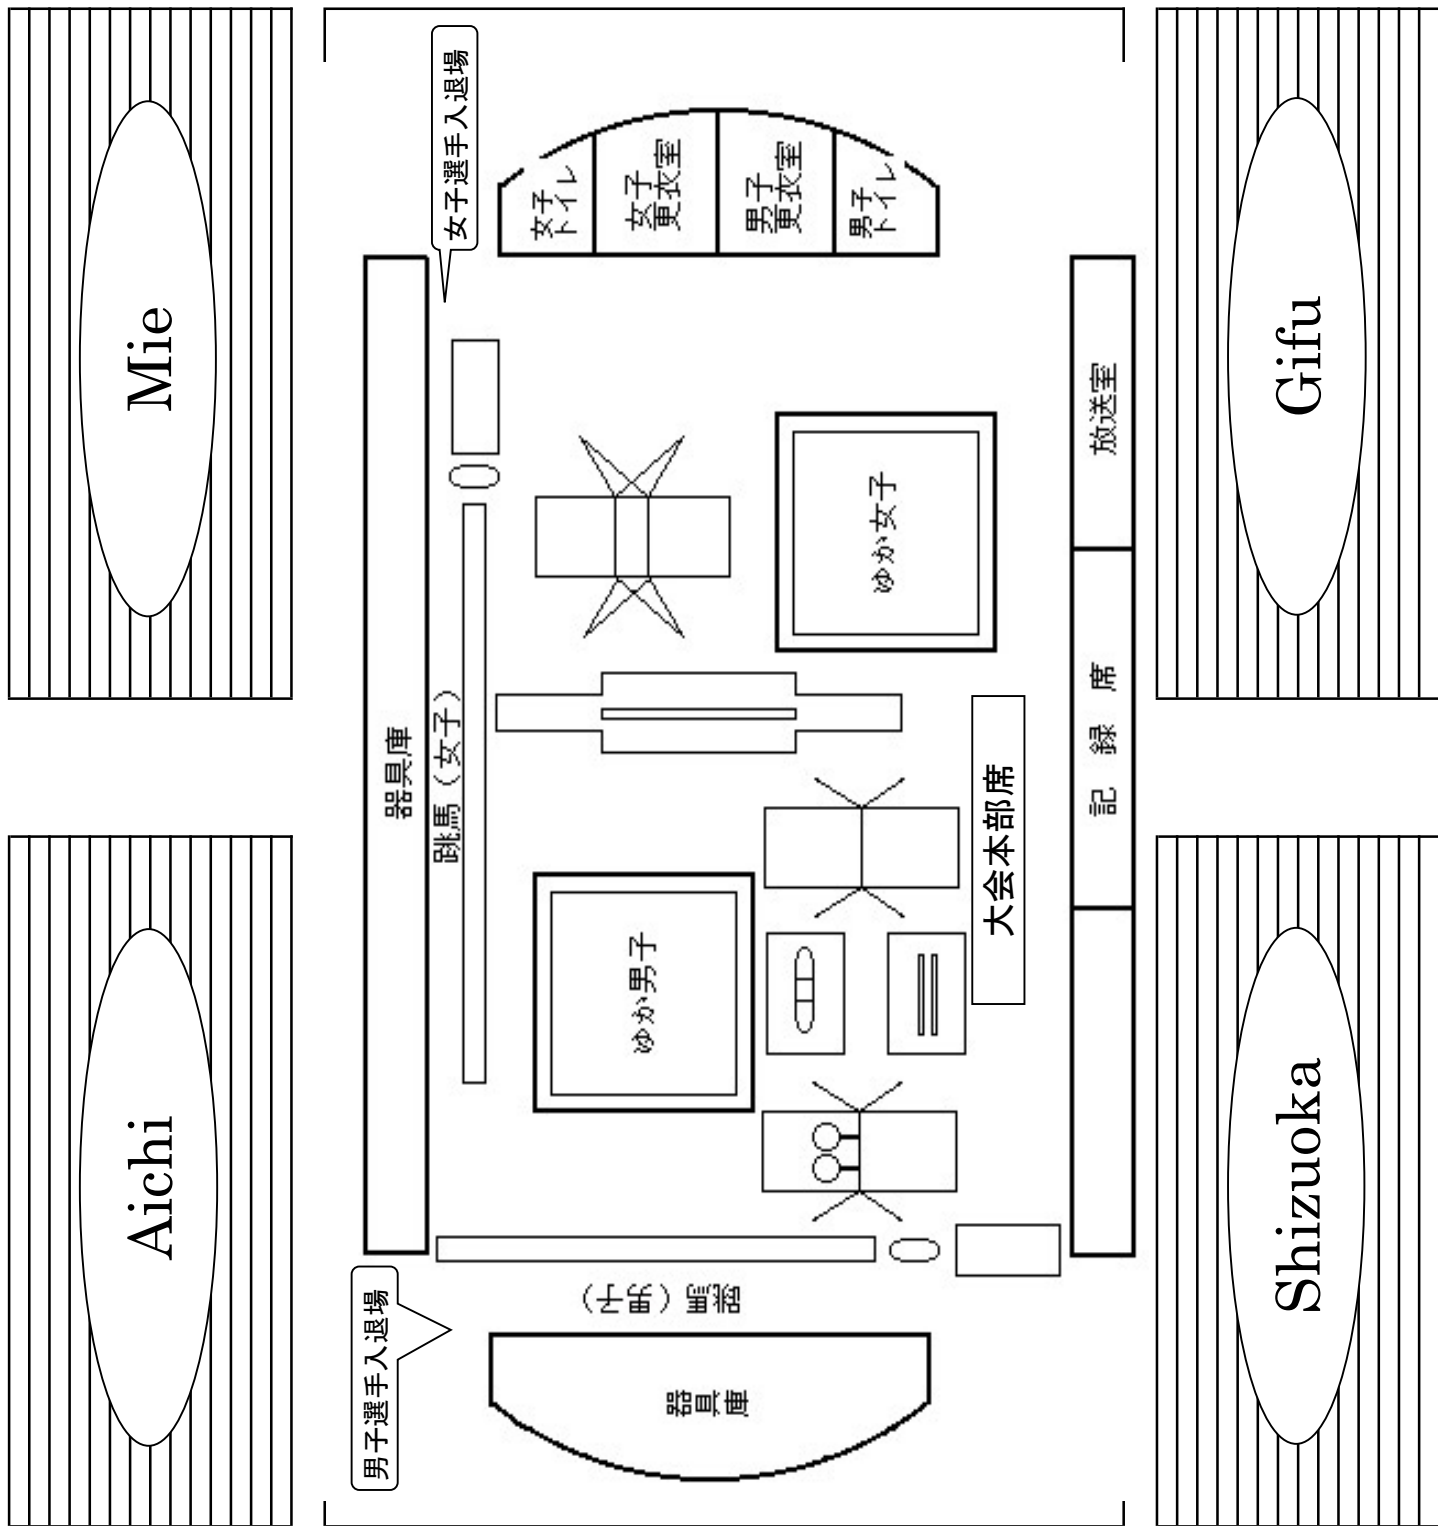 Aichi
Mie
男子選手入退場
女子選手入退場
器具庫
跳馬(女子)
跳馬(男子)
器具庫
ゆか男子
ゆか女子
女子
トイレ
女子
更衣室
男子
更衣室
男子
トイレ
大会本部席
記 録 席
放送室
Shizuoka
Gifu